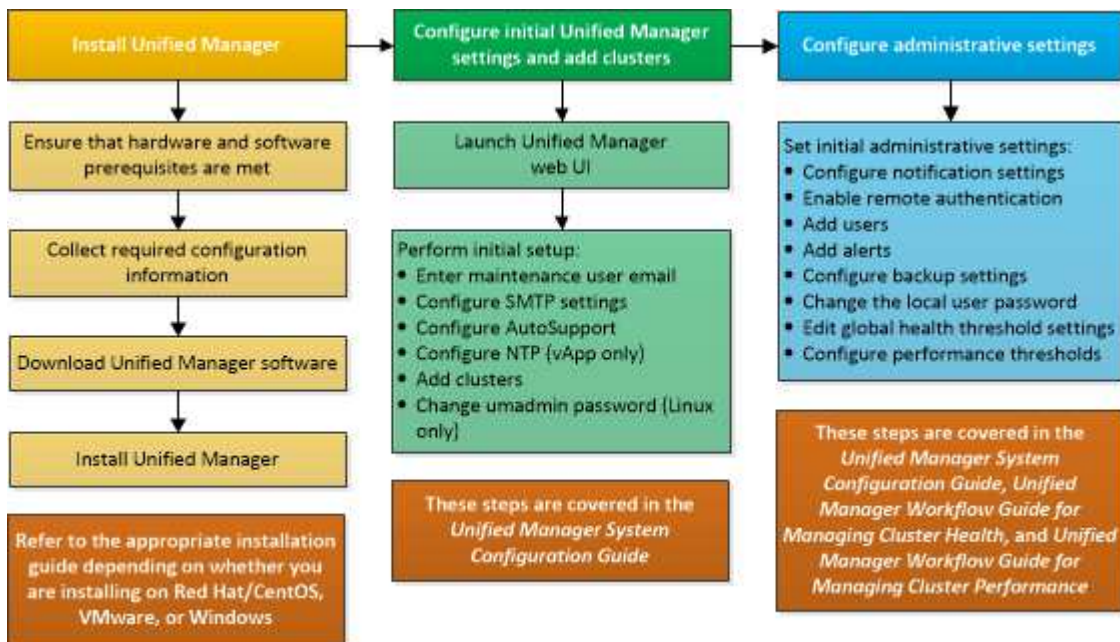 Install Unified Manager
Ensure that hardware and software
prerequisites are met
Collect required configuration
information
Download Unified Manager software
Install Unified Manager
Refer to the appropriate installation
guide depending on whether you
are installing on Red Hat/CentOS,
VMware, or Windows
Configure initial Unified Manager
settings and add clusters
Launch Unified Manager
web UI
Perform initial setup:
• Enter maintenance user email
• Configure SMTP settings
• Configure AutoSupport
• Configure NTP (vApp only)
• Add clusters
• Change umadmin password (Linux
only)
These steps are covered in the
Unified Manager System
Configuration Guide
Configure administrative settings
Set initial administrative settings:
• Configure notification settings
• Enable remote authentication
• Add users
• Add alerts
• Configure backup settings
• Change the local user password
• Edit global health threshold settings
• Configure performance thresholds
These steps are covered in the
Unified Manager System
Configuration Guide, Unified
Manager Workflow Guide for
Managing Cluster Health, and Unified
Manager Workflow Guide for
Managing Cluster Performance